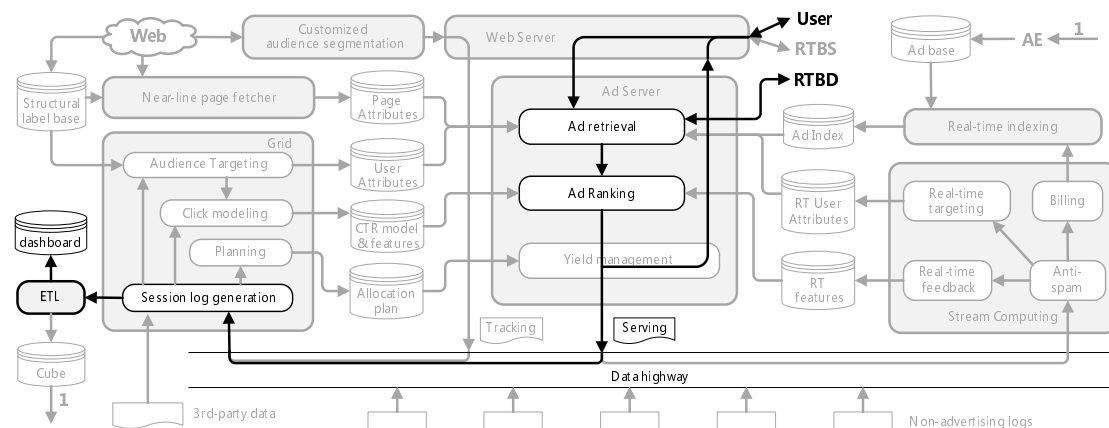 Web
Customized
audience segmentation
Web Server
User
RTBS
RTBD
Ad base
AE
1
Structural
label base
Near-line page fetcher
Page
Attributes
Ad Server
Ad retrieval
Ad Index
Real-time indexing
Grid
Audience Targeting
User
Attributes
Ad Ranking
RT User
Attributes
Real-time
targeting
Billing
Click modeling
CTR model
& features
dashboard
Planning
Yield management
Allocation
plan
RT
features
Real-time
feedback
Anti-
spam
ETL
Session log generation
Stream Computing
Tracking
Serving
Cube
Data highway
1
3rd-party data
Non-advertising logs